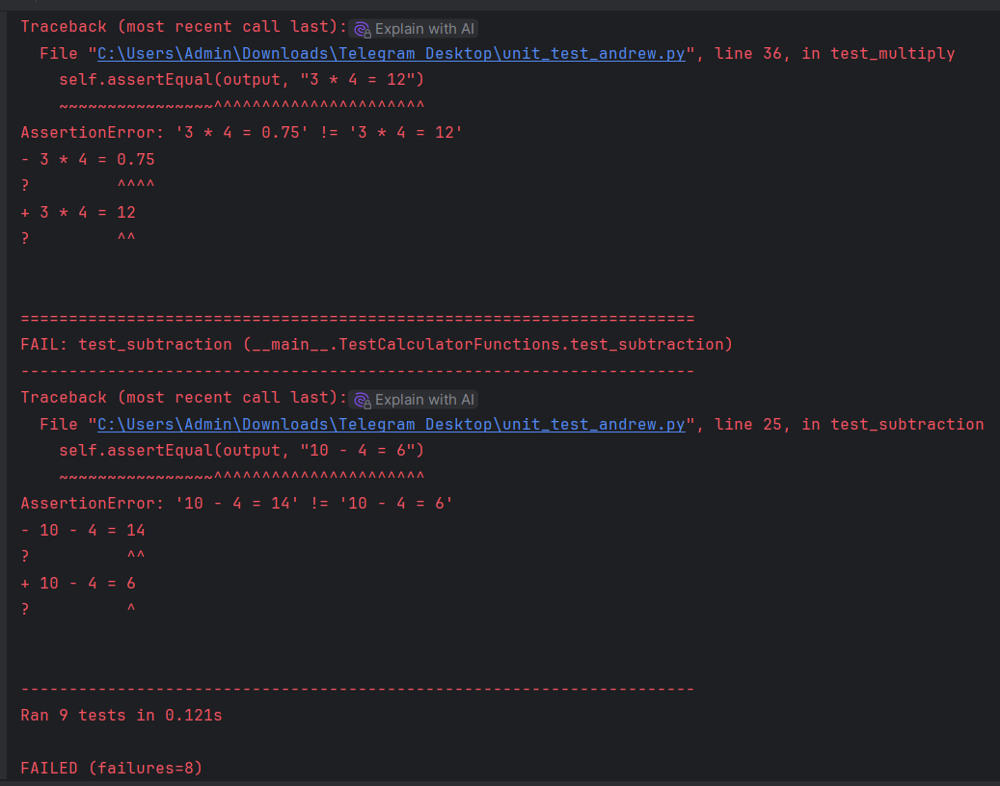 Traceback (most recent call last): Explain with AI
  File "C:\Users\Admin\Downloads\Telegram Desktop\unit_test_andrew.py", line 36, in test_multiply
    self.assertEqual(output, "3 * 4 = 12")
    ~~~~~~~~~~~~~~~~^^^^^^^^^^^^^^^^^^^^^^
AssertionError: '3 * 4 = 0.75' != '3 * 4 = 12'
- 3 * 4 = 0.75
?         ^^^^
+ 3 * 4 = 12
?         ^^
======================================================================
FAIL: test_subtraction (__main__.TestCalculatorFunctions.test_subtraction)
----------------------------------------------------------------------
Traceback (most recent call last): Explain with AI
  File "C:\Users\Admin\Downloads\Telegram Desktop\unit_test_andrew.py", line 25, in test_subtraction
    self.assertEqual(output, "10 - 4 = 6")
    ~~~~~~~~~~~~~~~~^^^^^^^^^^^^^^^^^^^^^^
AssertionError: '10 - 4 = 14' != '10 - 4 = 6'
- 10 - 4 = 14
?          ^^
+ 10 - 4 = 6
?          ^
----------------------------------------------------------------------
Ran 9 tests in 0.121s
FAILED (failures=8)